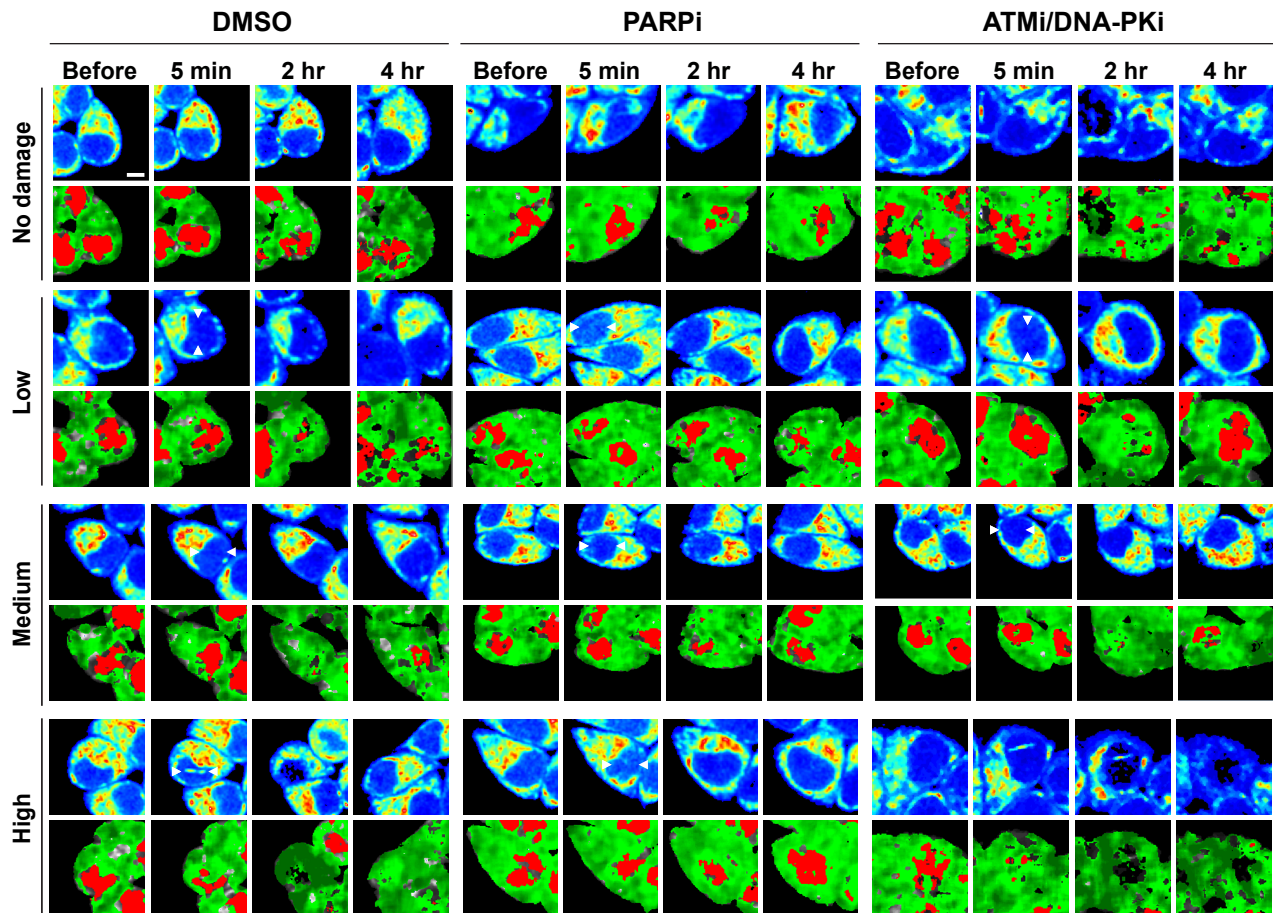 DMSO PARPi ATMi/DNA-PKi
Before 5 min 2 hr 4 hr Before 5 min 2 hr 4 hr Before 5 min 2 hr 4 hr
No damage
Low
Medium
High